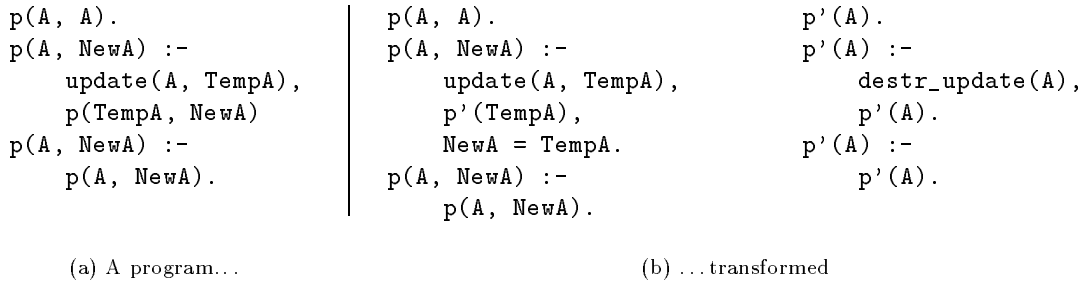 p(A, A).
p(A, NewA) :-
update(A, TempA),
p(TempA, NewA)
p(A, NewA) :-
p(A, NewA).
p(A, A).
p(A, NewA) :-
update(A, TempA),
p'(TempA),
NewA = TempA.
p(A, NewA) :-
p(A, NewA).
p'(A).
p'(A) :-
destr_update(A),
p'(A).
p'(A) :-
p'(A).
(a) A program...
(b) ...transformed